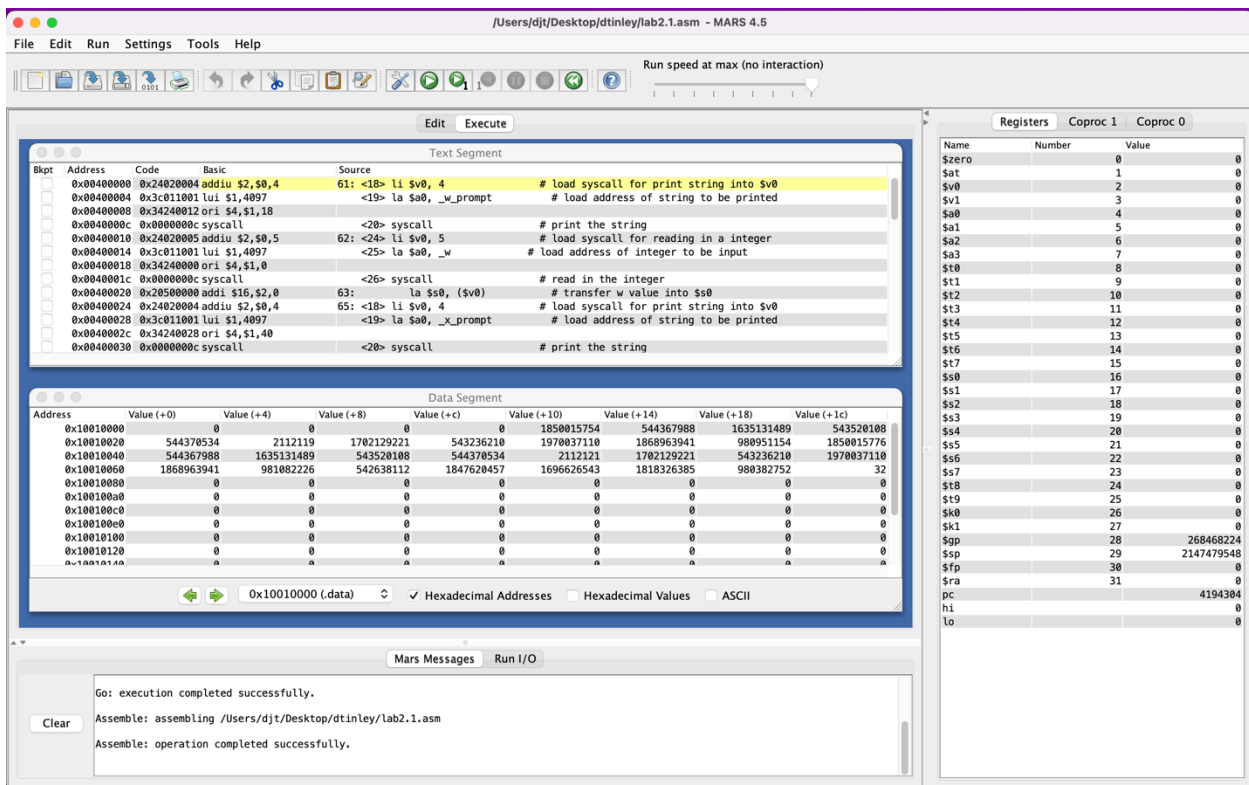 /Users/djt/Desktop/dtinley/lab2.1.asm - MARS 4.5
File Edit Run Settings Tools Help
Run speed at max (no interaction)
Edit Execute
Text Segment
Bkpt Address Code Basic Source
0x00400000 0x24020004 addiu $2,$0,4 61: <18> li $v0, 4 # load syscall for print string into $v0
0x00400004 0x3c011001 lui $1,4097 <19> la $a0, _w_prompt # load address of string to be printed
0x00400008 0x34240012 ori $4,$1,18
0x0040000c 0x0000000c syscall <20> syscall # print the string
0x00400010 0x24020005 addiu $2,$0,5 62: <24> li $v0, 5 # load syscall for reading in a integer
0x00400014 0x3c011001 lui $1,4097 <25> la $a0, _w # load address of integer to be input
0x00400018 0x34240000 ori $4,$1,0
0x0040001c 0x0000000c syscall <26> syscall # read in the integer
0x00400020 0x20500000 addi $16,$2,0 63: la $s0, ($v0) # transfer w value into $s0
0x00400024 0x24020004 addiu $2,$0,4 65: <18> li $v0, 4 # load syscall for print string into $v0
0x00400028 0x3c011001 lui $1,4097 <19> la $a0, _x_prompt # load address of string to be printed
0x0040002c 0x34240028 ori $4,$1,40
0x00400030 0x0000000c syscall <20> syscall # print the string
Data Segment
Address Value (+0) Value (+4) Value (+8) Value (+c) Value (+10) Value (+14) Value (+18) Value (+1c)
0x10010000 0 0 0 0 1850015754 544367988 1635131489 543520108
0x10010020 544370534 2112119 1702129221 543236210 1970037110 1868963941 980951154 1850015776
0x10010040 544367988 1635131489 543520108 544370534 2112121 1702129221 543236210 1970037110
0x10010060 1868963941 981082226 542638112 1847620457 1696626543 1818326385 980382752 32
0x10010080 0 0 0 0 0 0 0 0
0x100100a0 0 0 0 0 0 0 0 0
0x100100c0 0 0 0 0 0 0 0 0
0x100100e0 0 0 0 0 0 0 0 0
0x10010100 0 0 0 0 0 0 0 0
0x10010120 0 0 0 0 0 0 0 0
0x10010140 0 0 0 0 0 0 0 0
0x10010000 (.data) Hexadecimal Addresses Hexadecimal Values ASCII
Mars Messages Run I/O
Clear
Go: execution completed successfully.
Assemble: assembling /Users/djt/Desktop/dtinley/lab2.1.asm
Assemble: operation completed successfully.
Registers Coproc 1 Coproc 0
Name Number Value
$zero 0 0
$at 1 0
$v0 2 0
$v1 3 0
$a0 4 0
$a1 5 0
$a2 6 0
$a3 7 0
$t0 8 0
$t1 9 0
$t2 10 0
$t3 11 0
$t4 12 0
$t5 13 0
$t6 14 0
$t7 15 0
$s0 16 0
$s1 17 0
$s2 18 0
$s3 19 0
$s4 20 0
$s5 21 0
$s6 22 0
$s7 23 0
$t8 24 0
$t9 25 0
$k0 26 0
$k1 27 0
$gp 28 268468224
$sp 29 2147479548
$fp 30 0
$ra 31 0
pc 4194304
hi 0
lo 0